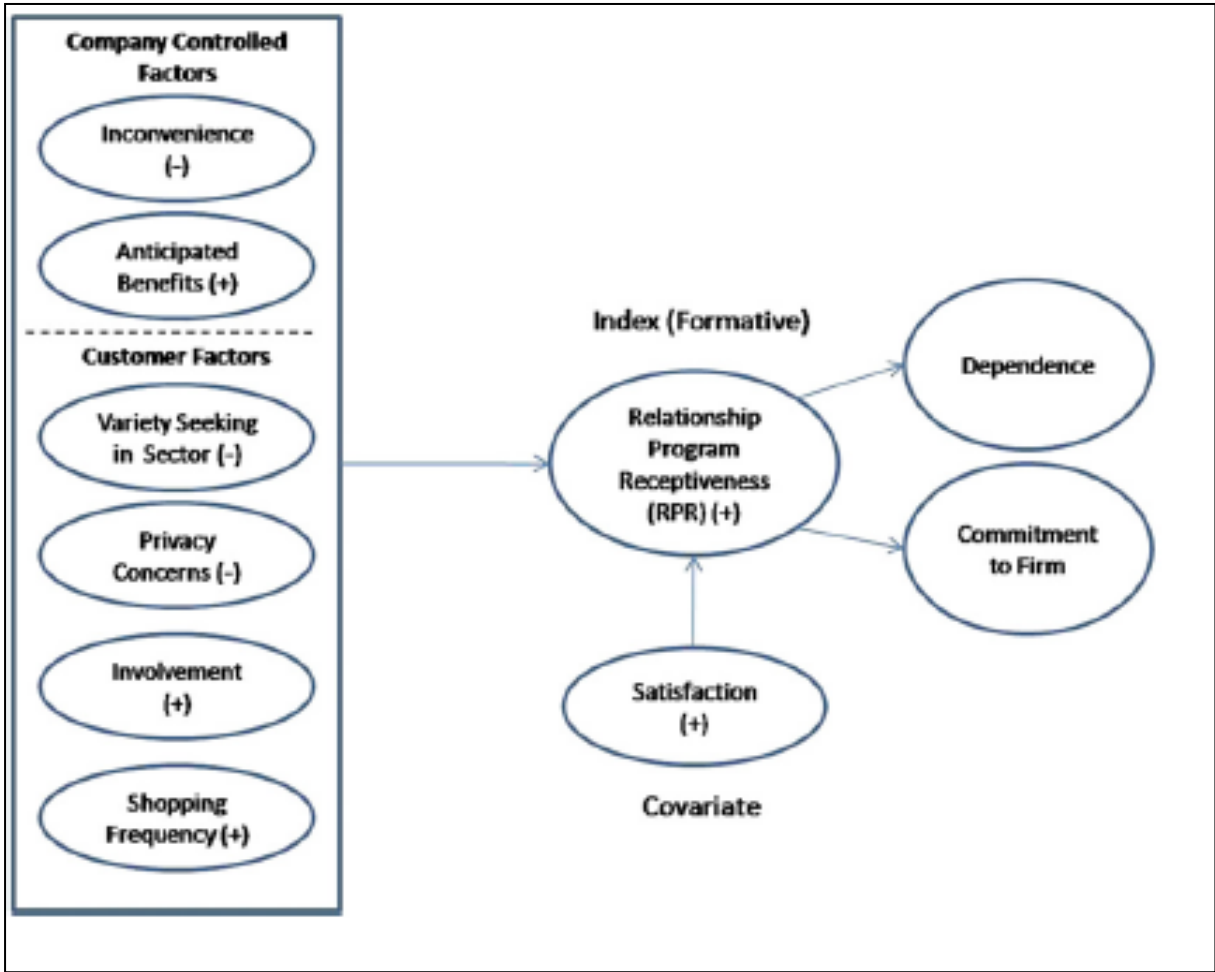 Company Controlled
Factors
Inconvenience
(-)
Anticipated
Benefits (+)
Customer Factors
Variety Seeking
in Sector (-)
Privacy
Concerns (-)
Involvement
(+)
Shopping
Frequency (+)
Index (Formative)
Relationship
Program
Receptiveness
(RPR) (+)
Satisfaction
(+)
Covariate
Dependence
Commitment
to Firm